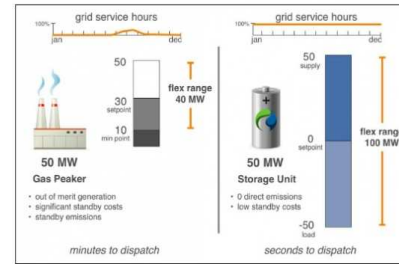 grid service hours
100%
jan dec
50
30
setpoint
10
min point
flex range
40 MW
50 MW
Gas Peaker
• out of merit generation
• significant standby costs
• standby emissions
minutes to dispatch
grid service hours
100%
jan dec
50
supply
0
setpoint
-50
load
+
flex range
100 MW
50 MW
Storage Unit
• 0 direct emissions
• low standby costs
seconds to dispatch